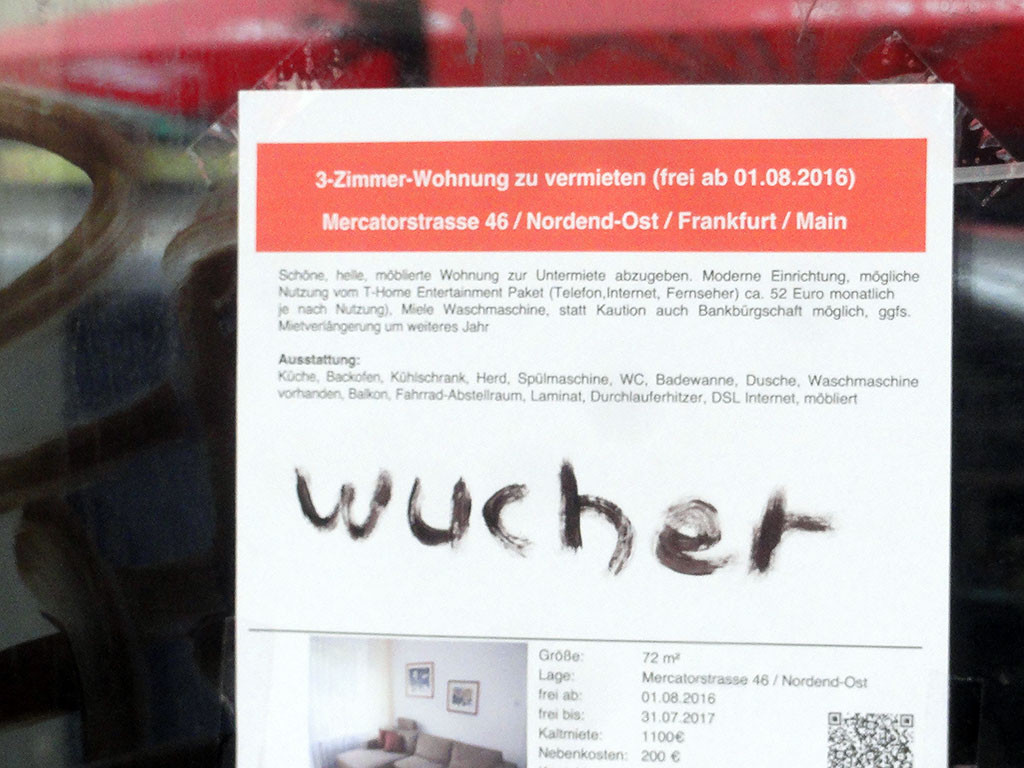 3-Zimmer-Wohnung zu vermieten (frei ab 01.08.2016)
Mercatorstrasse 46 / Nordend-Ost / Frankfurt / Main
Schöne, helle, möblierte Wohnung zur Untermiete abzugeben. Moderne Einrichtung, mögliche
Nutzung vom T-Home Entertainment Paket (Telefon,Internet, Fernseher) ca. 52 Euro monatlich
je nach Nutzung), Miele Waschmaschine, statt Kaution auch Bankbürgschaft möglich, ggfs.
Mietverlängerung um weiteres Jahr
Ausstattung:
Küche, Backofen, Kühlschrank, Herd, Spülmaschine, WC, Badewanne, Dusche, Waschmaschine
vorhanden, Balkon, Fahrrad-Abstellraum, Laminat, Durchlauferhitzer, DSL Internet, möbliert
wucher
Größe: 72 m²
Lage: Mercatorstrasse 46 / Nordend-Ost
frei ab: 01.08.2016
frei bis: 31.07.2017
Kaltmiete: 1100€
Nebenkosten: 200 €